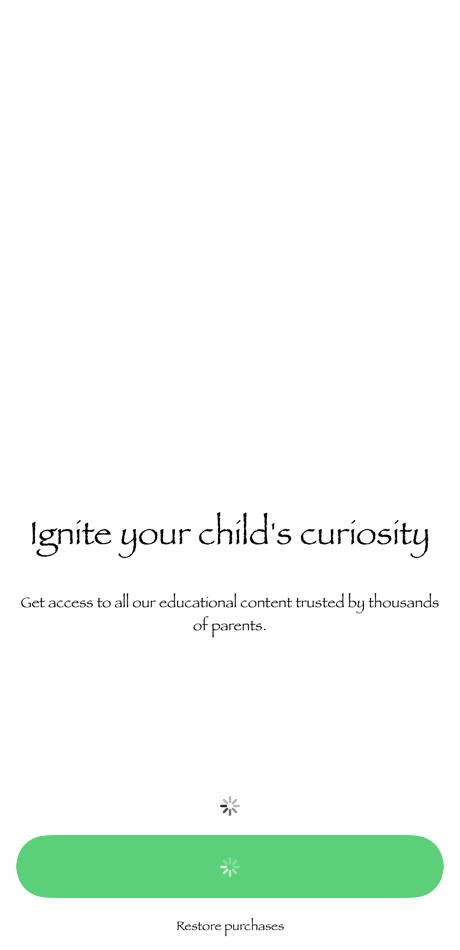 Ignite your child's curiosity
Get access to all our educational content trusted by thousands
of parents.
Restore purchases